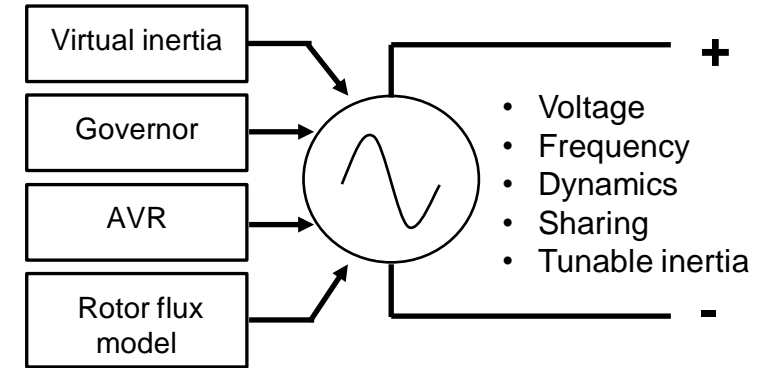 Virtual inertia
Governor
AVR
Rotor flux
model
+
• Voltage
• Frequency
• Dynamics
• Sharing
• Tunable inertia
-